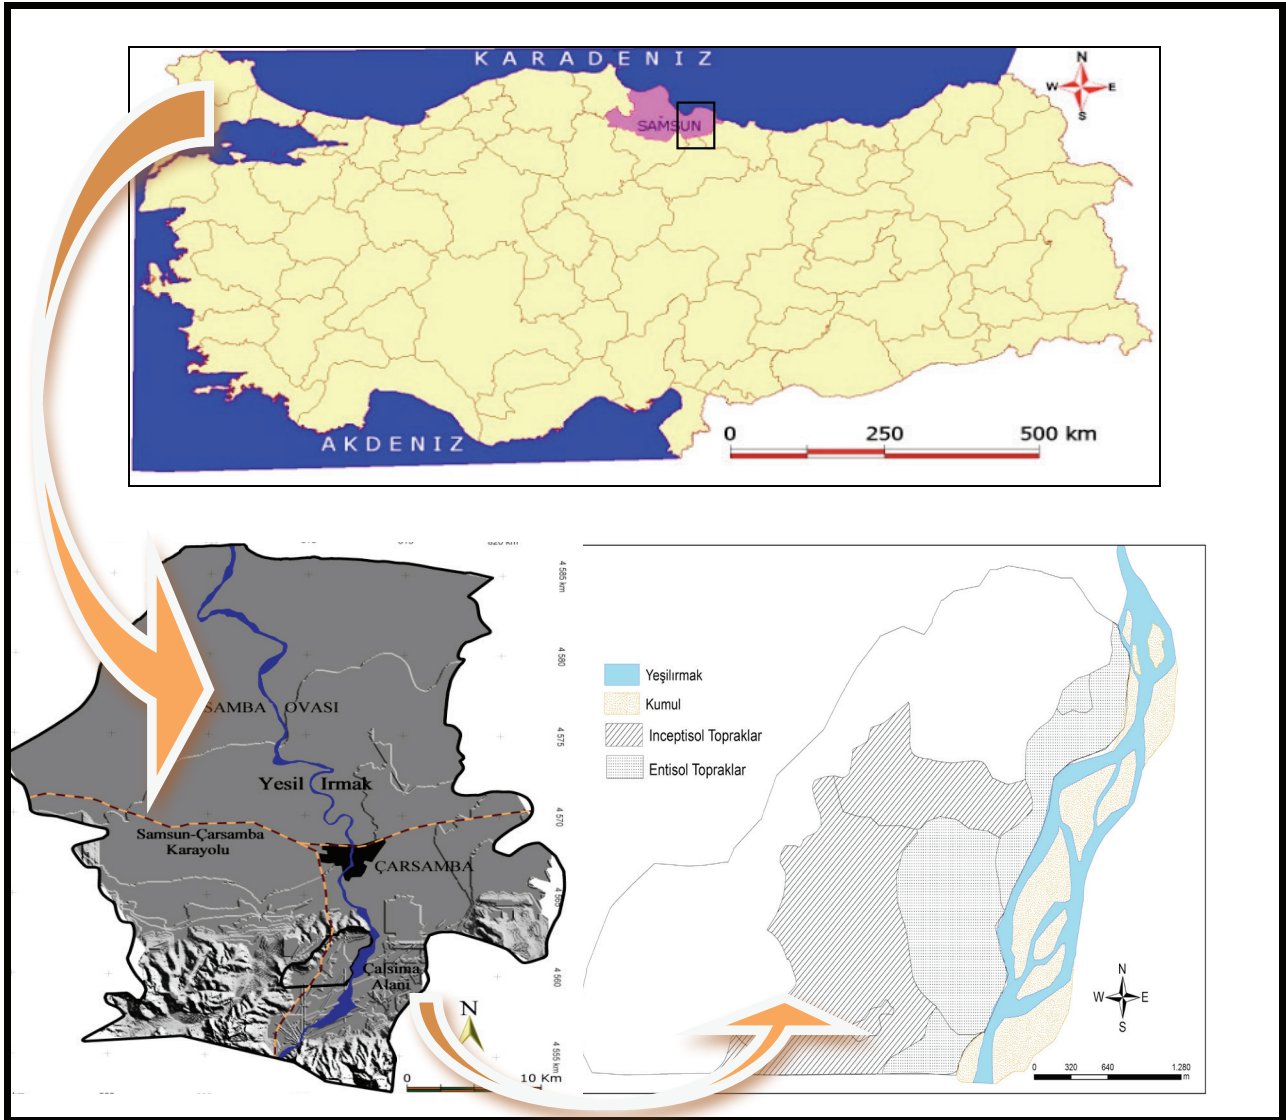 KARADENIZ
N
W E
S
SAMSUN
AKDENIZ
0 250 500 km
4 585 km
4 580
4 575
4 570
4 565
4 560
4 555 km
SAMBA OVASI
Yesil Irmak
Samsun-Çarsamba
Karayolu
ÇARSAMBA
Çalsima
Alani
N
0 10 Km
Yeşilırmak
Kumul
Inceptisol Topraklar
Entisol Topraklar
N
W E
S
0 320 640 1.280
m